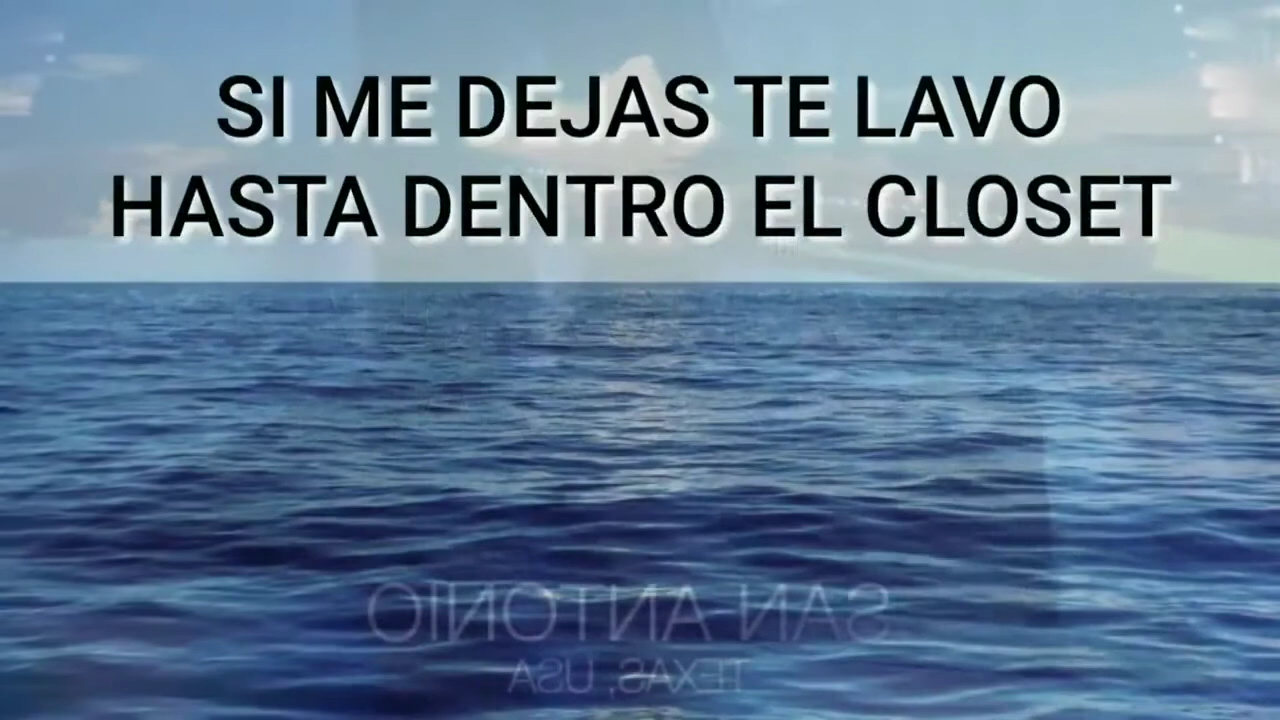 SI ME DEJAS TE LAVO
HASTA DENTRO EL CLOSET
SAN ANTONIO
TEXAS, USA